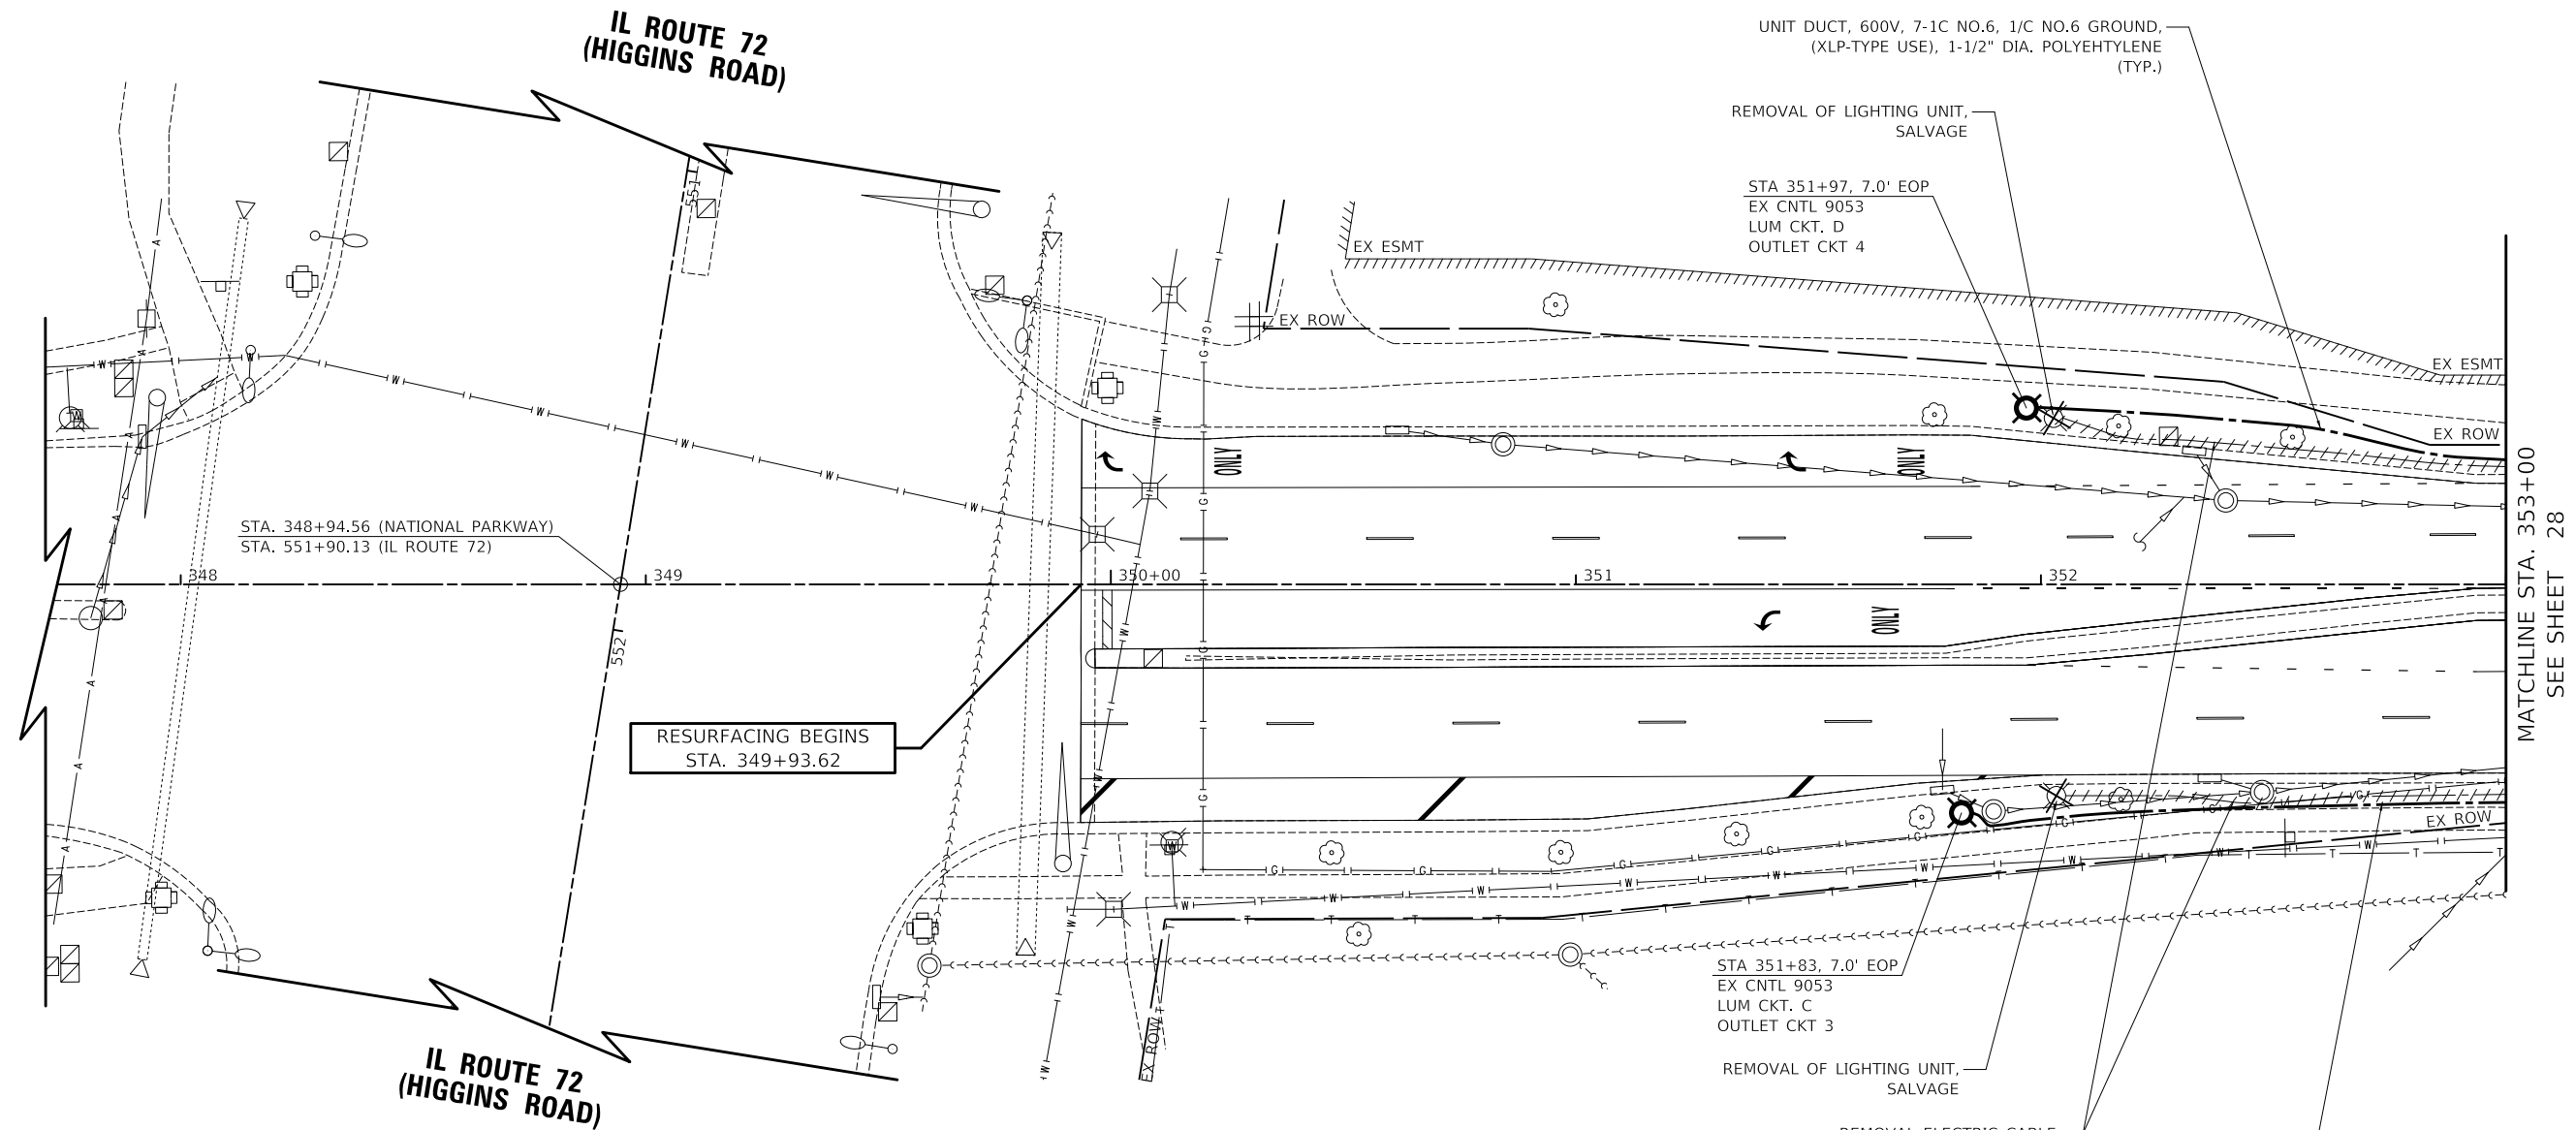 IL ROUTE 72
(HIGGINS ROAD)
UNIT DUCT, 600V, 7-1C NO.6, 1/C NO.6 GROUND,
(XLP-TYPE USE), 1-1/2" DIA. POLYEHTYLENE
(TYP.)
REMOVAL OF LIGHTING UNIT,
SALVAGE
STA 351+97, 7.0' EOP
EX CNTL 9053
LUM CKT. D
OUTLET CKT 4
551
EX ESMT
EX ROW
EX ESMT
EX ROW
ONLY
ONLY
STA. 348+94.56 (NATIONAL PARKWAY)
STA. 551+90.13 (IL ROUTE 72)
348
349
350+00
351
352
MATCHLINE STA. 353+00
SEE SHEET 28
552
ONLY
RESURFACING BEGINS
STA. 349+93.62
EX ROW
EX ROW
STA 351+83, 7.0' EOP
EX CNTL 9053
LUM CKT. C
OUTLET CKT 3
REMOVAL OF LIGHTING UNIT,
SALVAGE
IL ROUTE 72
(HIGGINS ROAD)
REMOVAL ELECTRIC CABLE